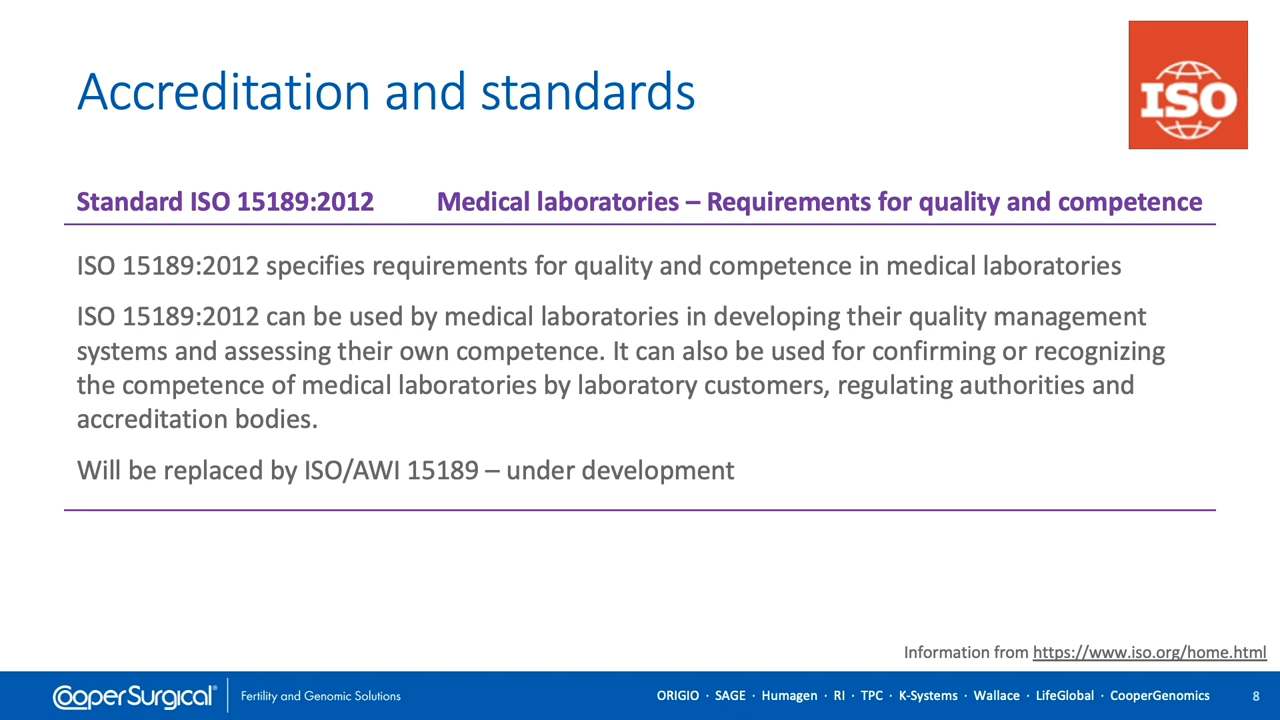 Accreditation and standards
ISO
Standard ISO 15189:2012 Medical laboratories – Requirements for quality and competence
ISO 15189:2012 specifies requirements for quality and competence in medical laboratories
ISO 15189:2012 can be used by medical laboratories in developing their quality management
systems and assessing their own competence. It can also be used for confirming or recognizing
the competence of medical laboratories by laboratory customers, regulating authorities and
accreditation bodies.
Will be replaced by ISO/AWI 15189 – under development
Information from https://www.iso.org/home.html
CooperSurgical® Fertility and Genomic Solutions ORIGIO · SAGE · Humagen · RI · TPC · K-Systems · Wallace · LifeGlobal · CooperGenomics 8